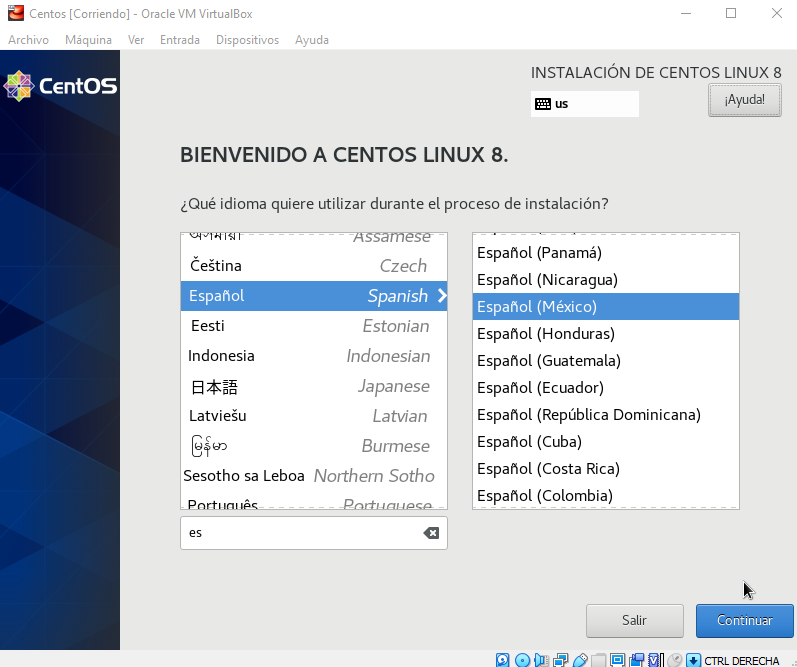 Centos [Corriendo] - Oracle VM VirtualBox
Archivo Máquina Ver Entrada Dispositivos Ayuda
CentOS
INSTALACIÓN DE CENTOS LINUX 8
us
¡Ayuda!
BIENVENIDO A CENTOS LINUX 8.
¿Qué idioma quiere utilizar durante el proceso de instalación?
Assamese
Čeština Czech
Español Spanish
Eesti Estonian
Indonesia Indonesian
日本語 Japanese
Latviešu Latvian
မြန်မာ Burmese
Sesotho sa Leboa Northern Sotho
Português Portuguese
es
Español (Panamá)
Español (Nicaragua)
Español (México)
Español (Honduras)
Español (Guatemala)
Español (Ecuador)
Español (República Dominicana)
Español (Cuba)
Español (Costa Rica)
Español (Colombia)
Salir
Continuar
CTRL DERECHA